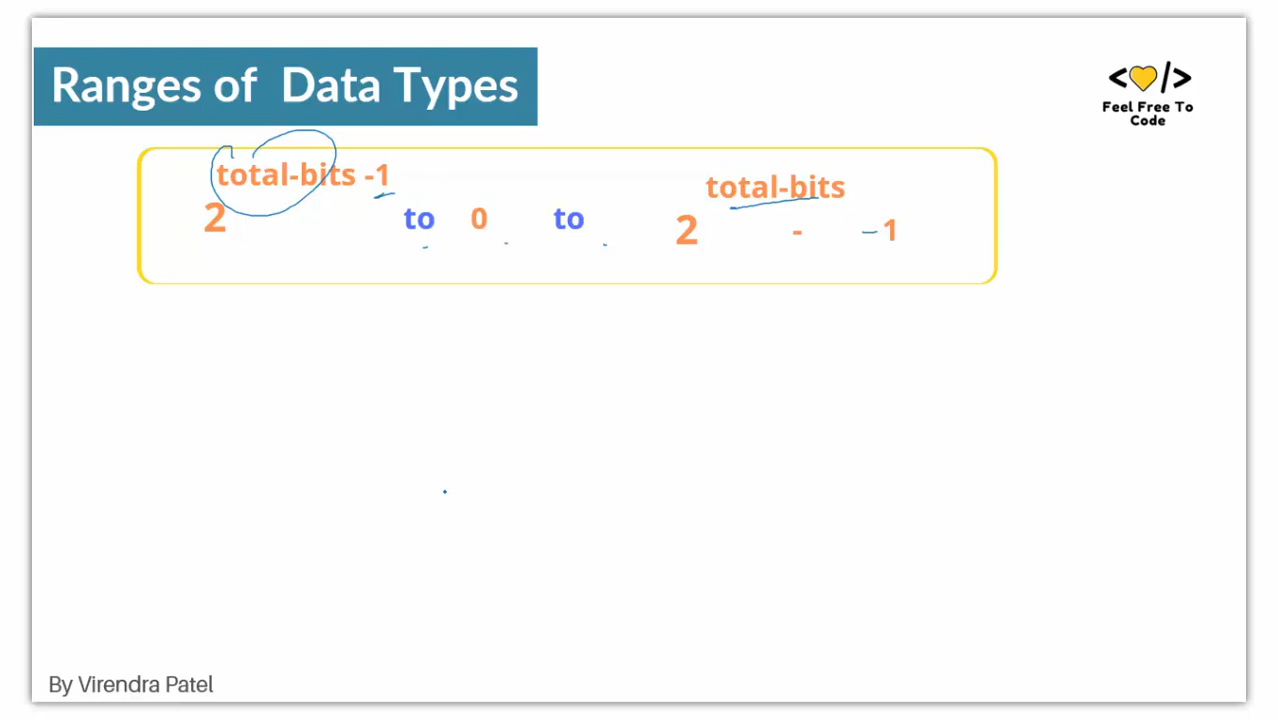 Ranges of Data Types
<♡/>
Feel Free To
Code
total-bits -1
total-bits
2 to 0 to 2 - -1
By Virendra Patel